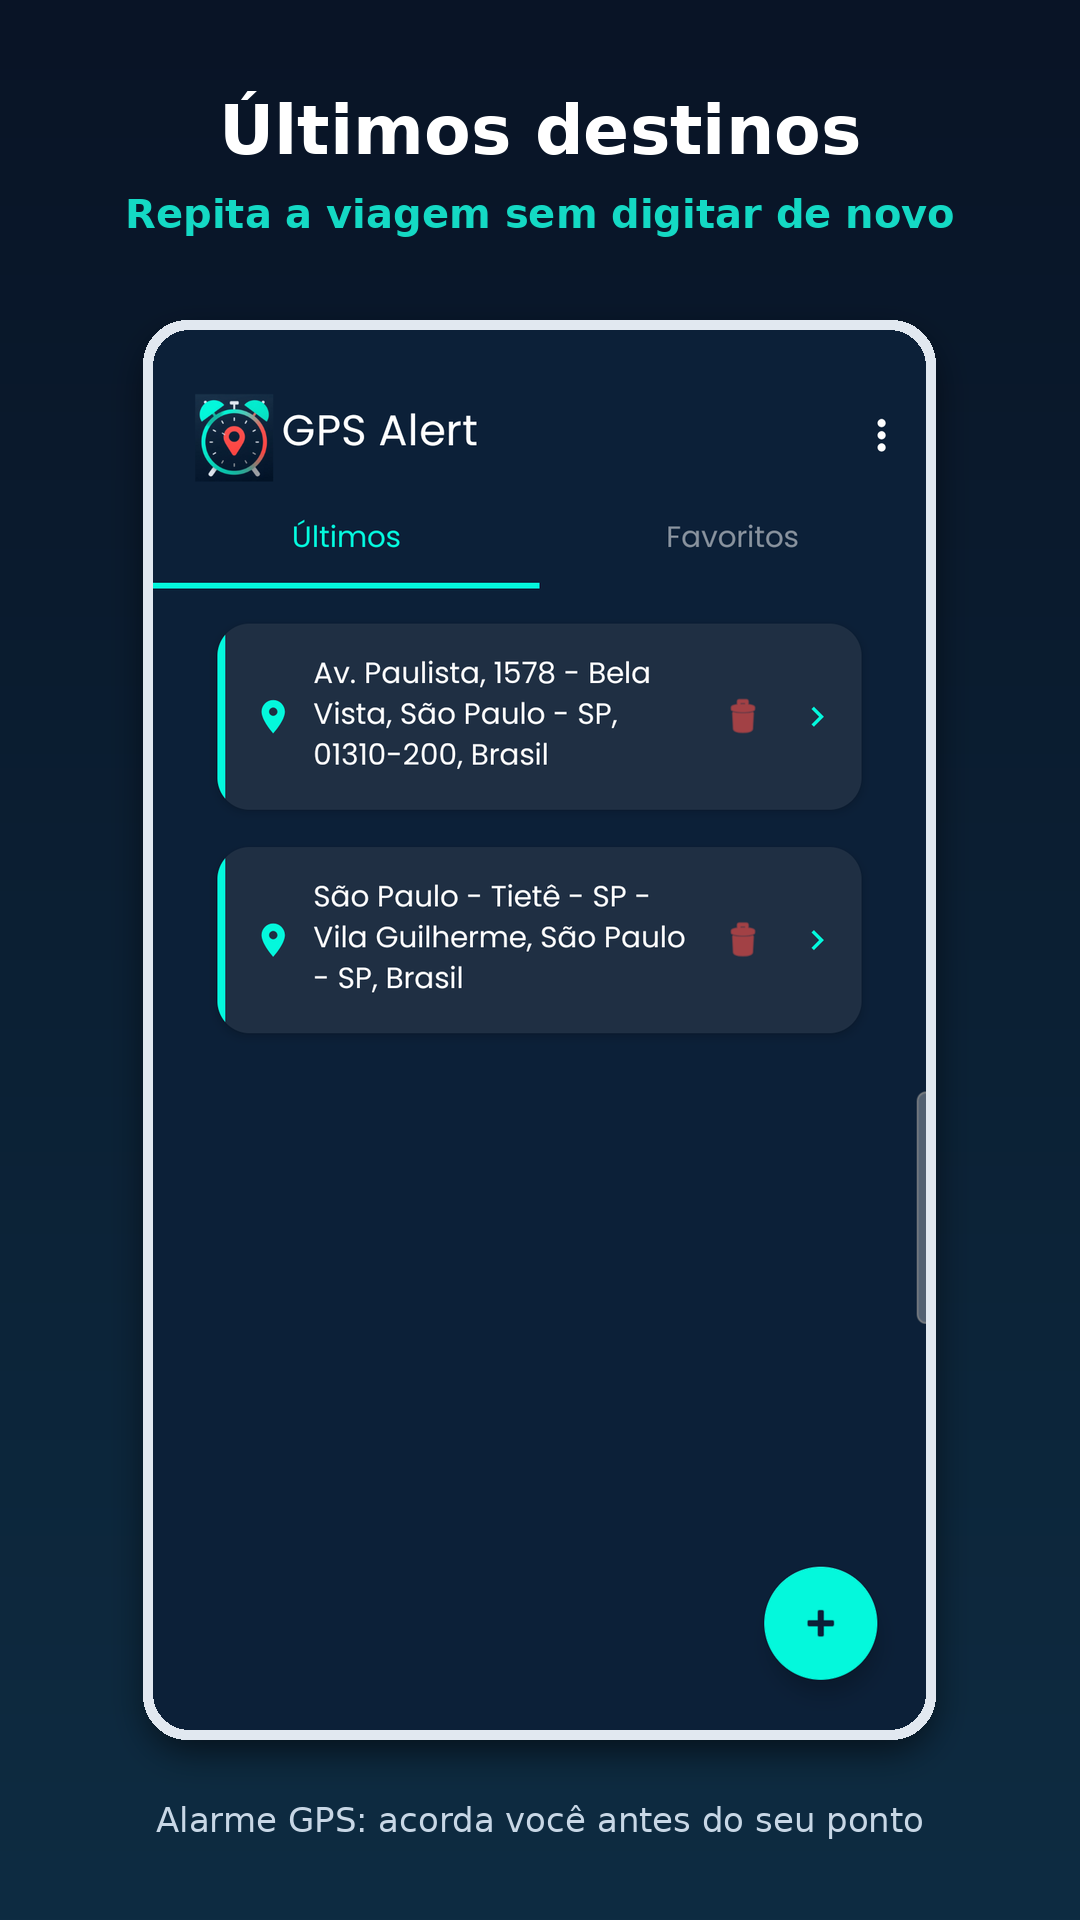 Últimos destinos
Repita a viagem sem digitar de novo
GPS Alert
Últimos
Favoritos
Av. Paulista, 1578 - Bela
Vista, São Paulo - SP,
01310-200, Brasil
São Paulo - Tietê - SP -
Vila Guilherme, São Paulo
- SP, Brasil
Alarme GPS: acorda você antes do seu ponto